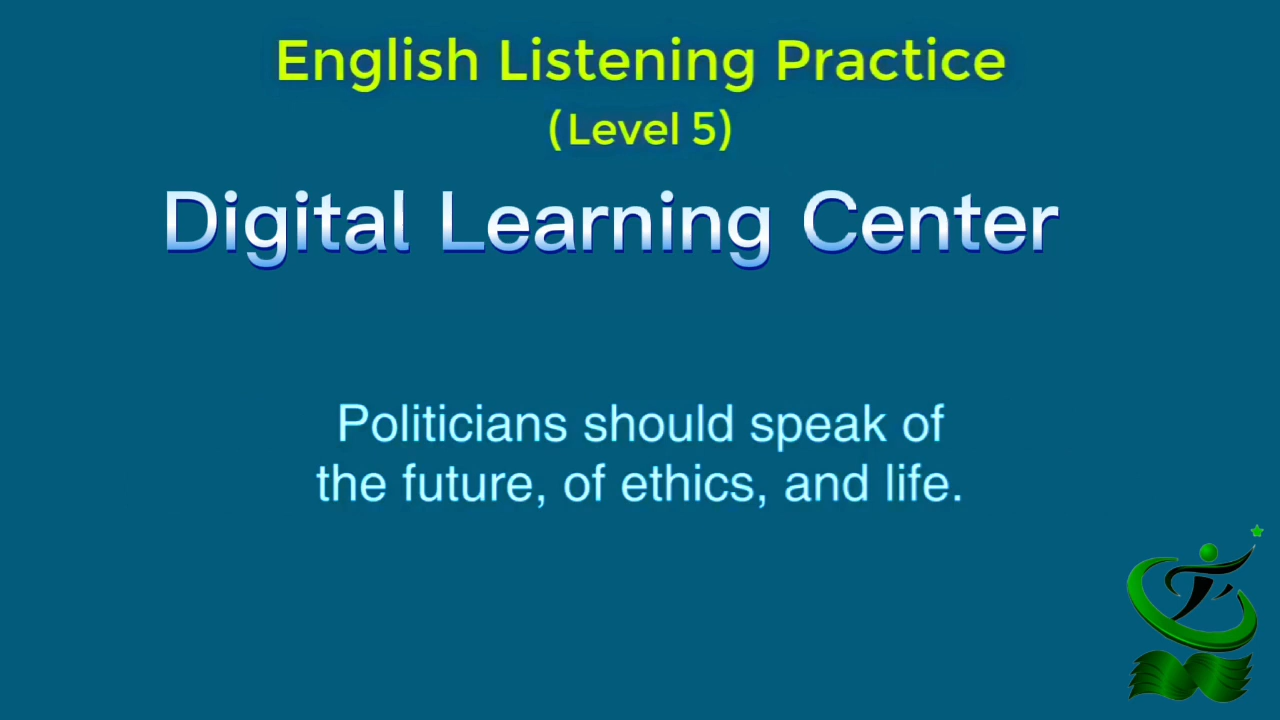 English Listening Practice
(Level 5)
Digital Learning Center
Politicians should speak of
the future, of ethics, and life.